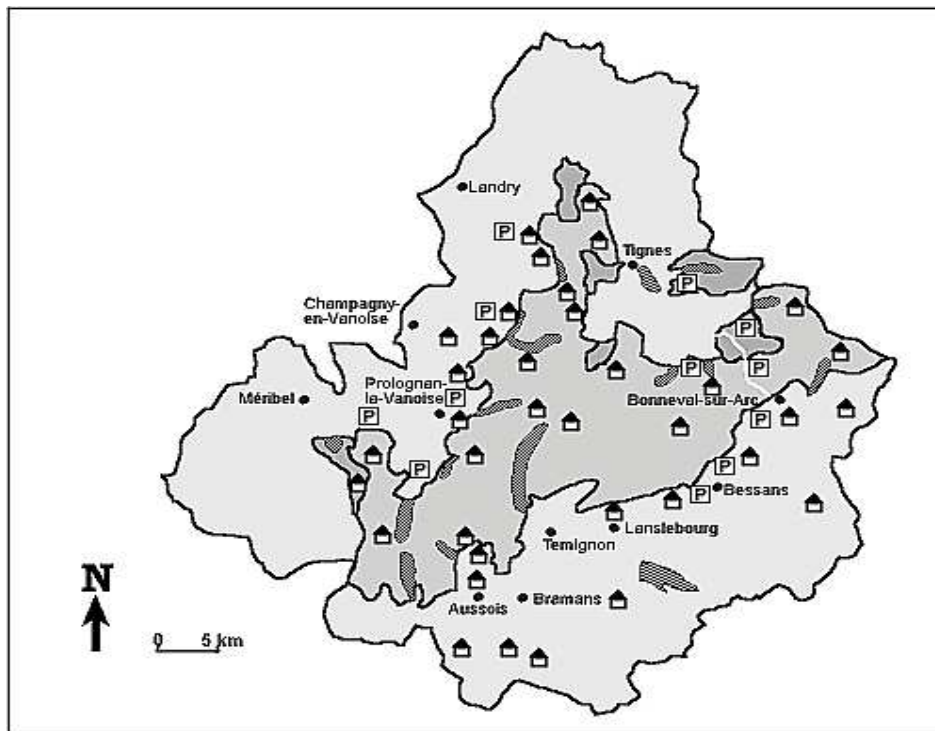 Landry
P
Tignes
P
Champagny-
en-Vanoise
P
P
Prolognan-
la-Vanoise
P
P
Méribel
P
P
Bonneval-sur-Arc
P
P
P
P
Bessans
Lanslebourg
Temignon
Aussois
Bramans
N
0 5 km